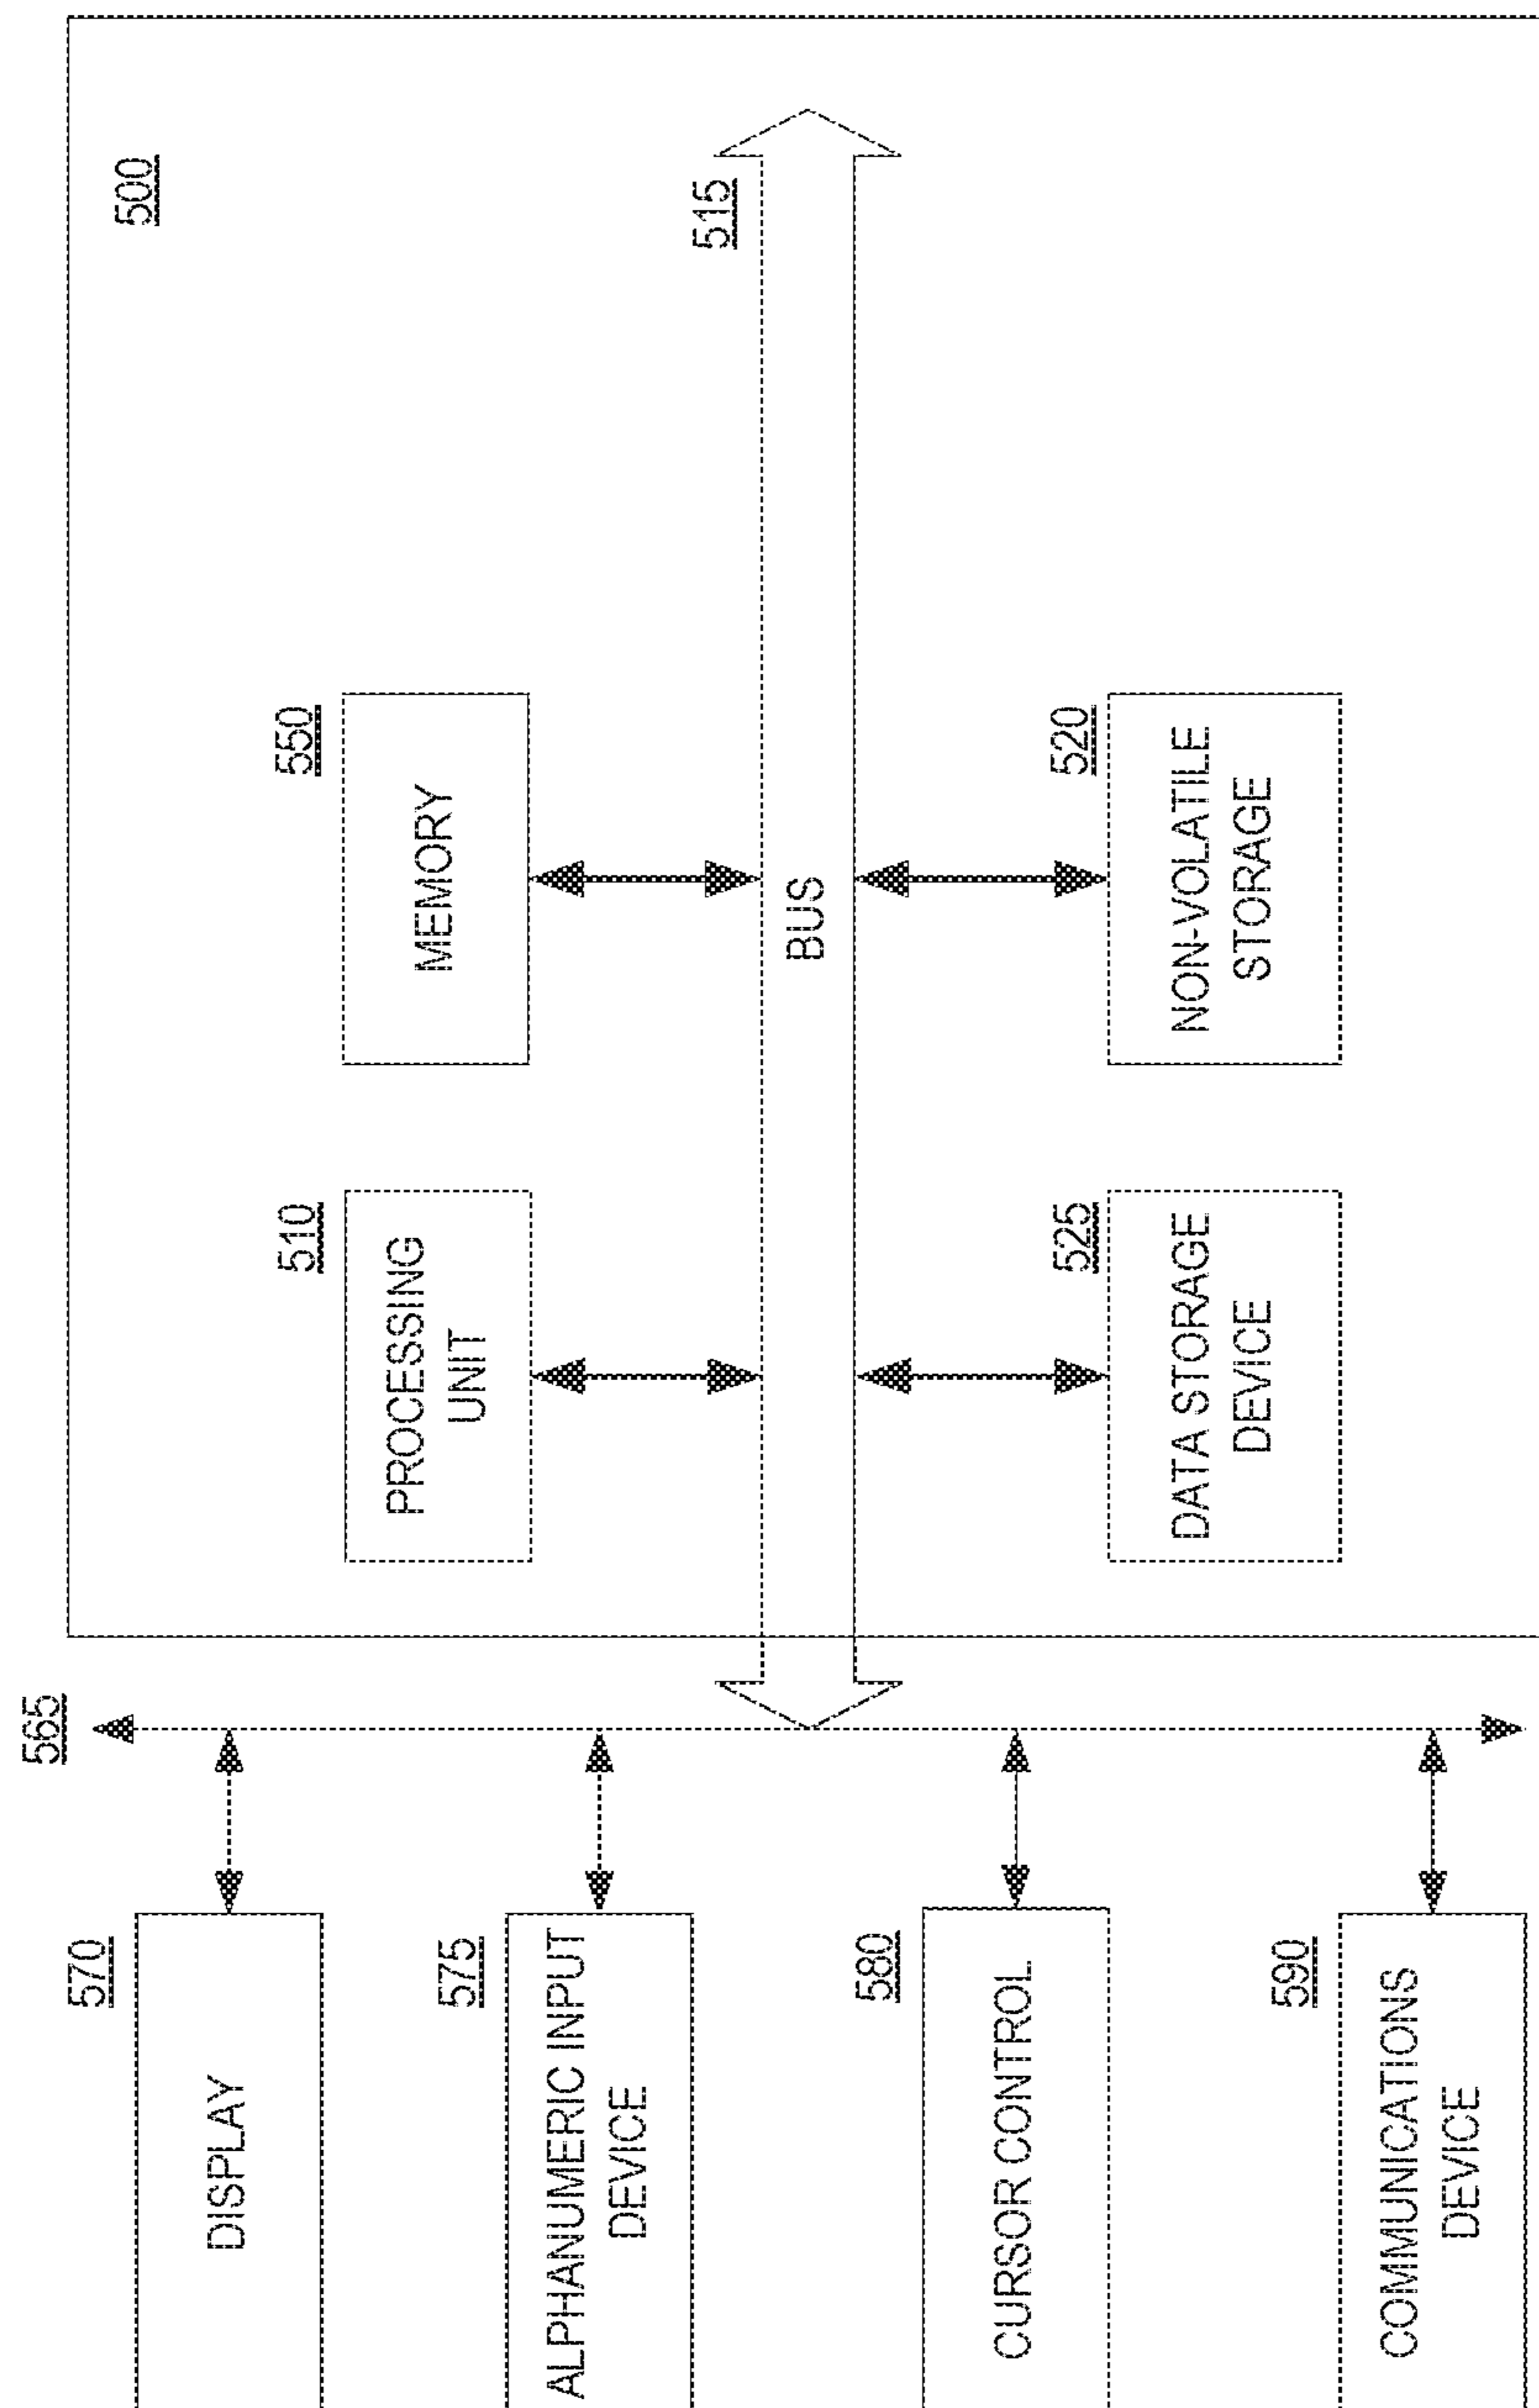 500
515
550
MEMORY
510
PROCESSING
UNIT
BUS
520
NON-VOLATILE
STORAGE
525
DATA STORAGE
DEVICE
565
570
DISPLAY
575
ALPHANUMERIC INPUT
DEVICE
580
CURSOR CONTROL
590
COMMUNICATIONS
DEVICE